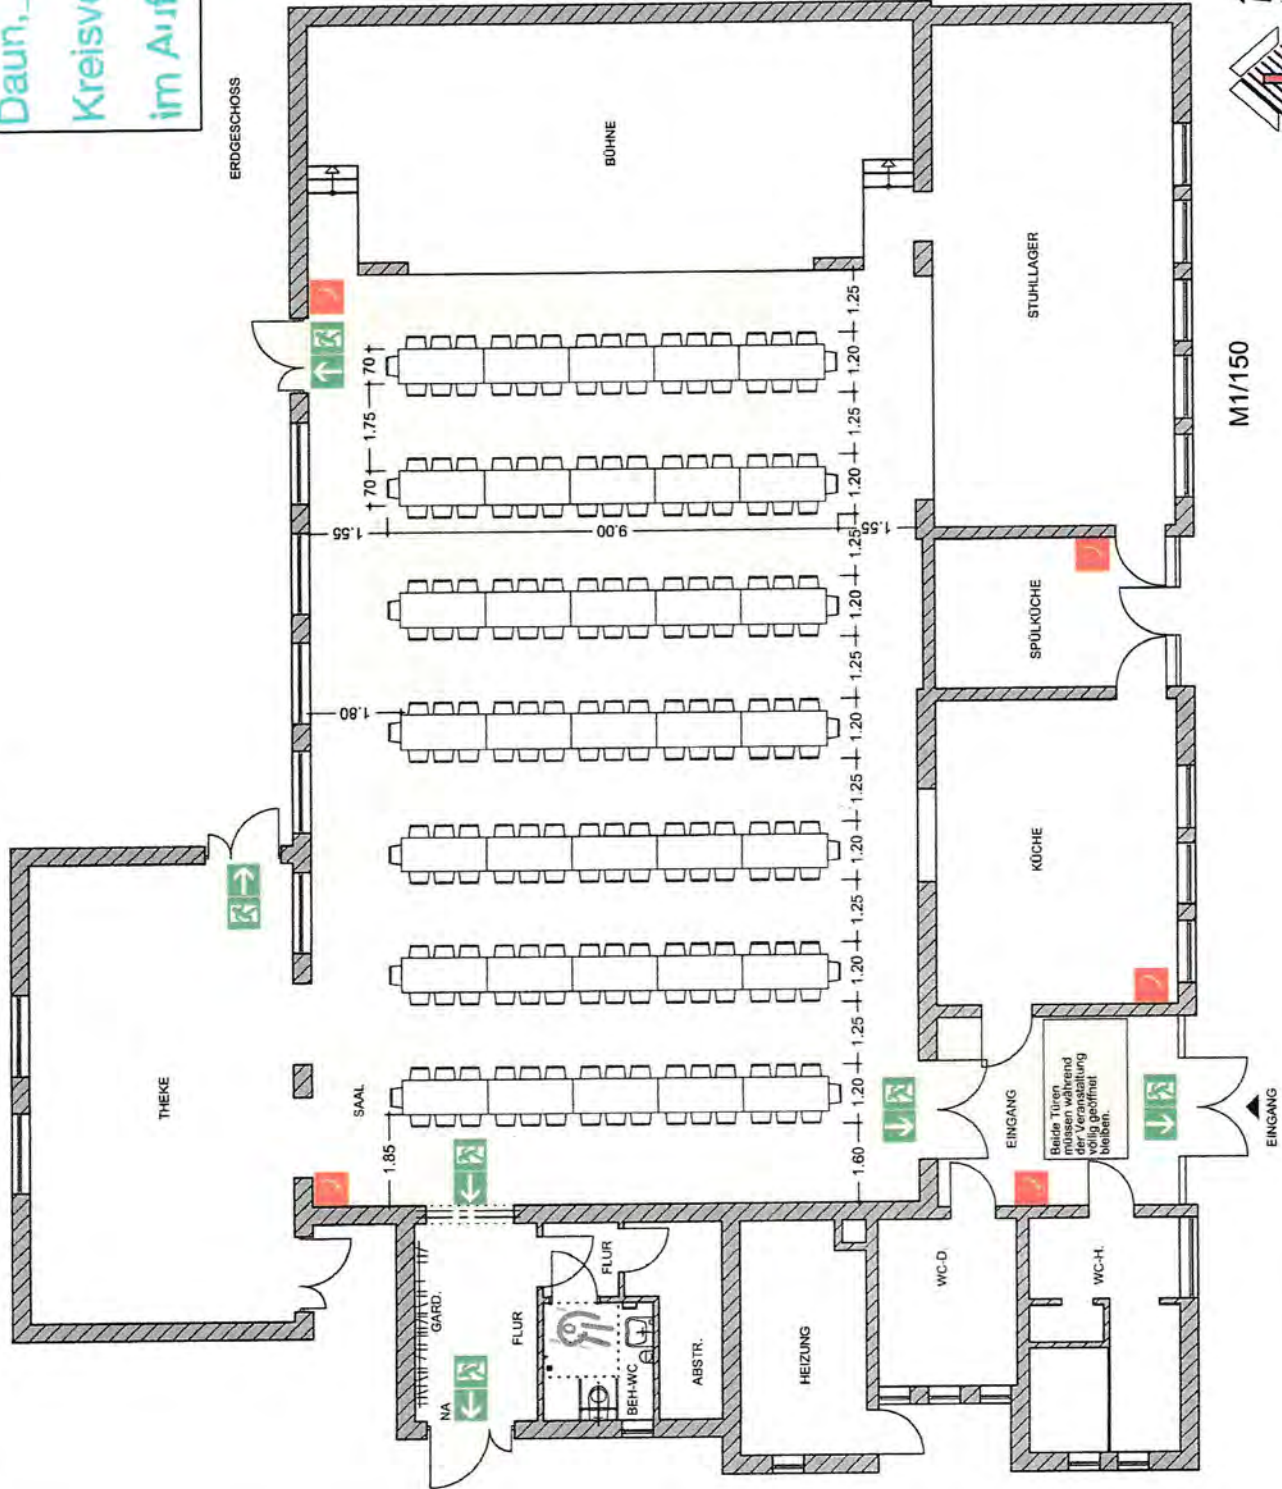 Daun,
Kreisv
im Auf
ERDGESCHOSS
BÜHNE
STUHLLAGER
M1/150
70
1.75
70
1.55
9.00
1.55
1.80
1.25
1.20
1.25
1.20
1.25
1.20
1.25
1.20
1.25
1.20
1.25
1.20
1.25
1.20
1.60
1.85
SPÜLKÜCHE
KÜCHE
THEKE
SAAL
EINGANG
Beide Türen
müssen während
der Veranstaltung
völlig geöffnet
bleiben.
EINGANG
GARD.
FLUR
NA
FLUR
BEH-WC
ABSTR.
HEIZUNG
WC-D.
WC-H.